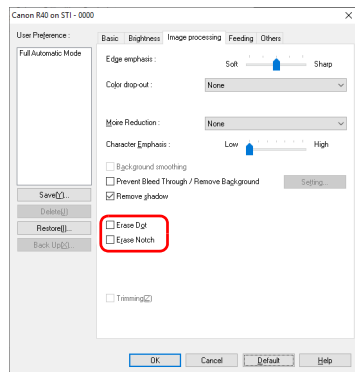 Canon R40 on STI - 0000
User Preference :
Full Automatic Mode
Save(Y)...
Delete(J)
Restore(I)...
Back Up(K)...
Basic Brightness Image processing Feeding Others
Edge emphasis : Soft Sharp
Color drop-out : None
Moire Reduction : None
Character Emphasis : Low High
Background smoothing
Prevent Bleed Through / Remove Background Setting...
Remove shadow
Erase Dot
Erase Notch
Trimming(Z)
OK Cancel Default Help